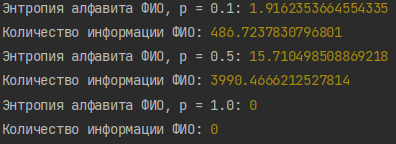 Энтропия алфавита ФИО, p = 0.1: 1.9162353664554335
Количество информации ФИО: 486.7237830796801
Энтропия алфавита ФИО, p = 0.5: 15.710498508869218
Количество информации ФИО: 3990.4666212527814
Энтропия алфавита ФИО, p = 1.0: 0
Количество информации ФИО: 0